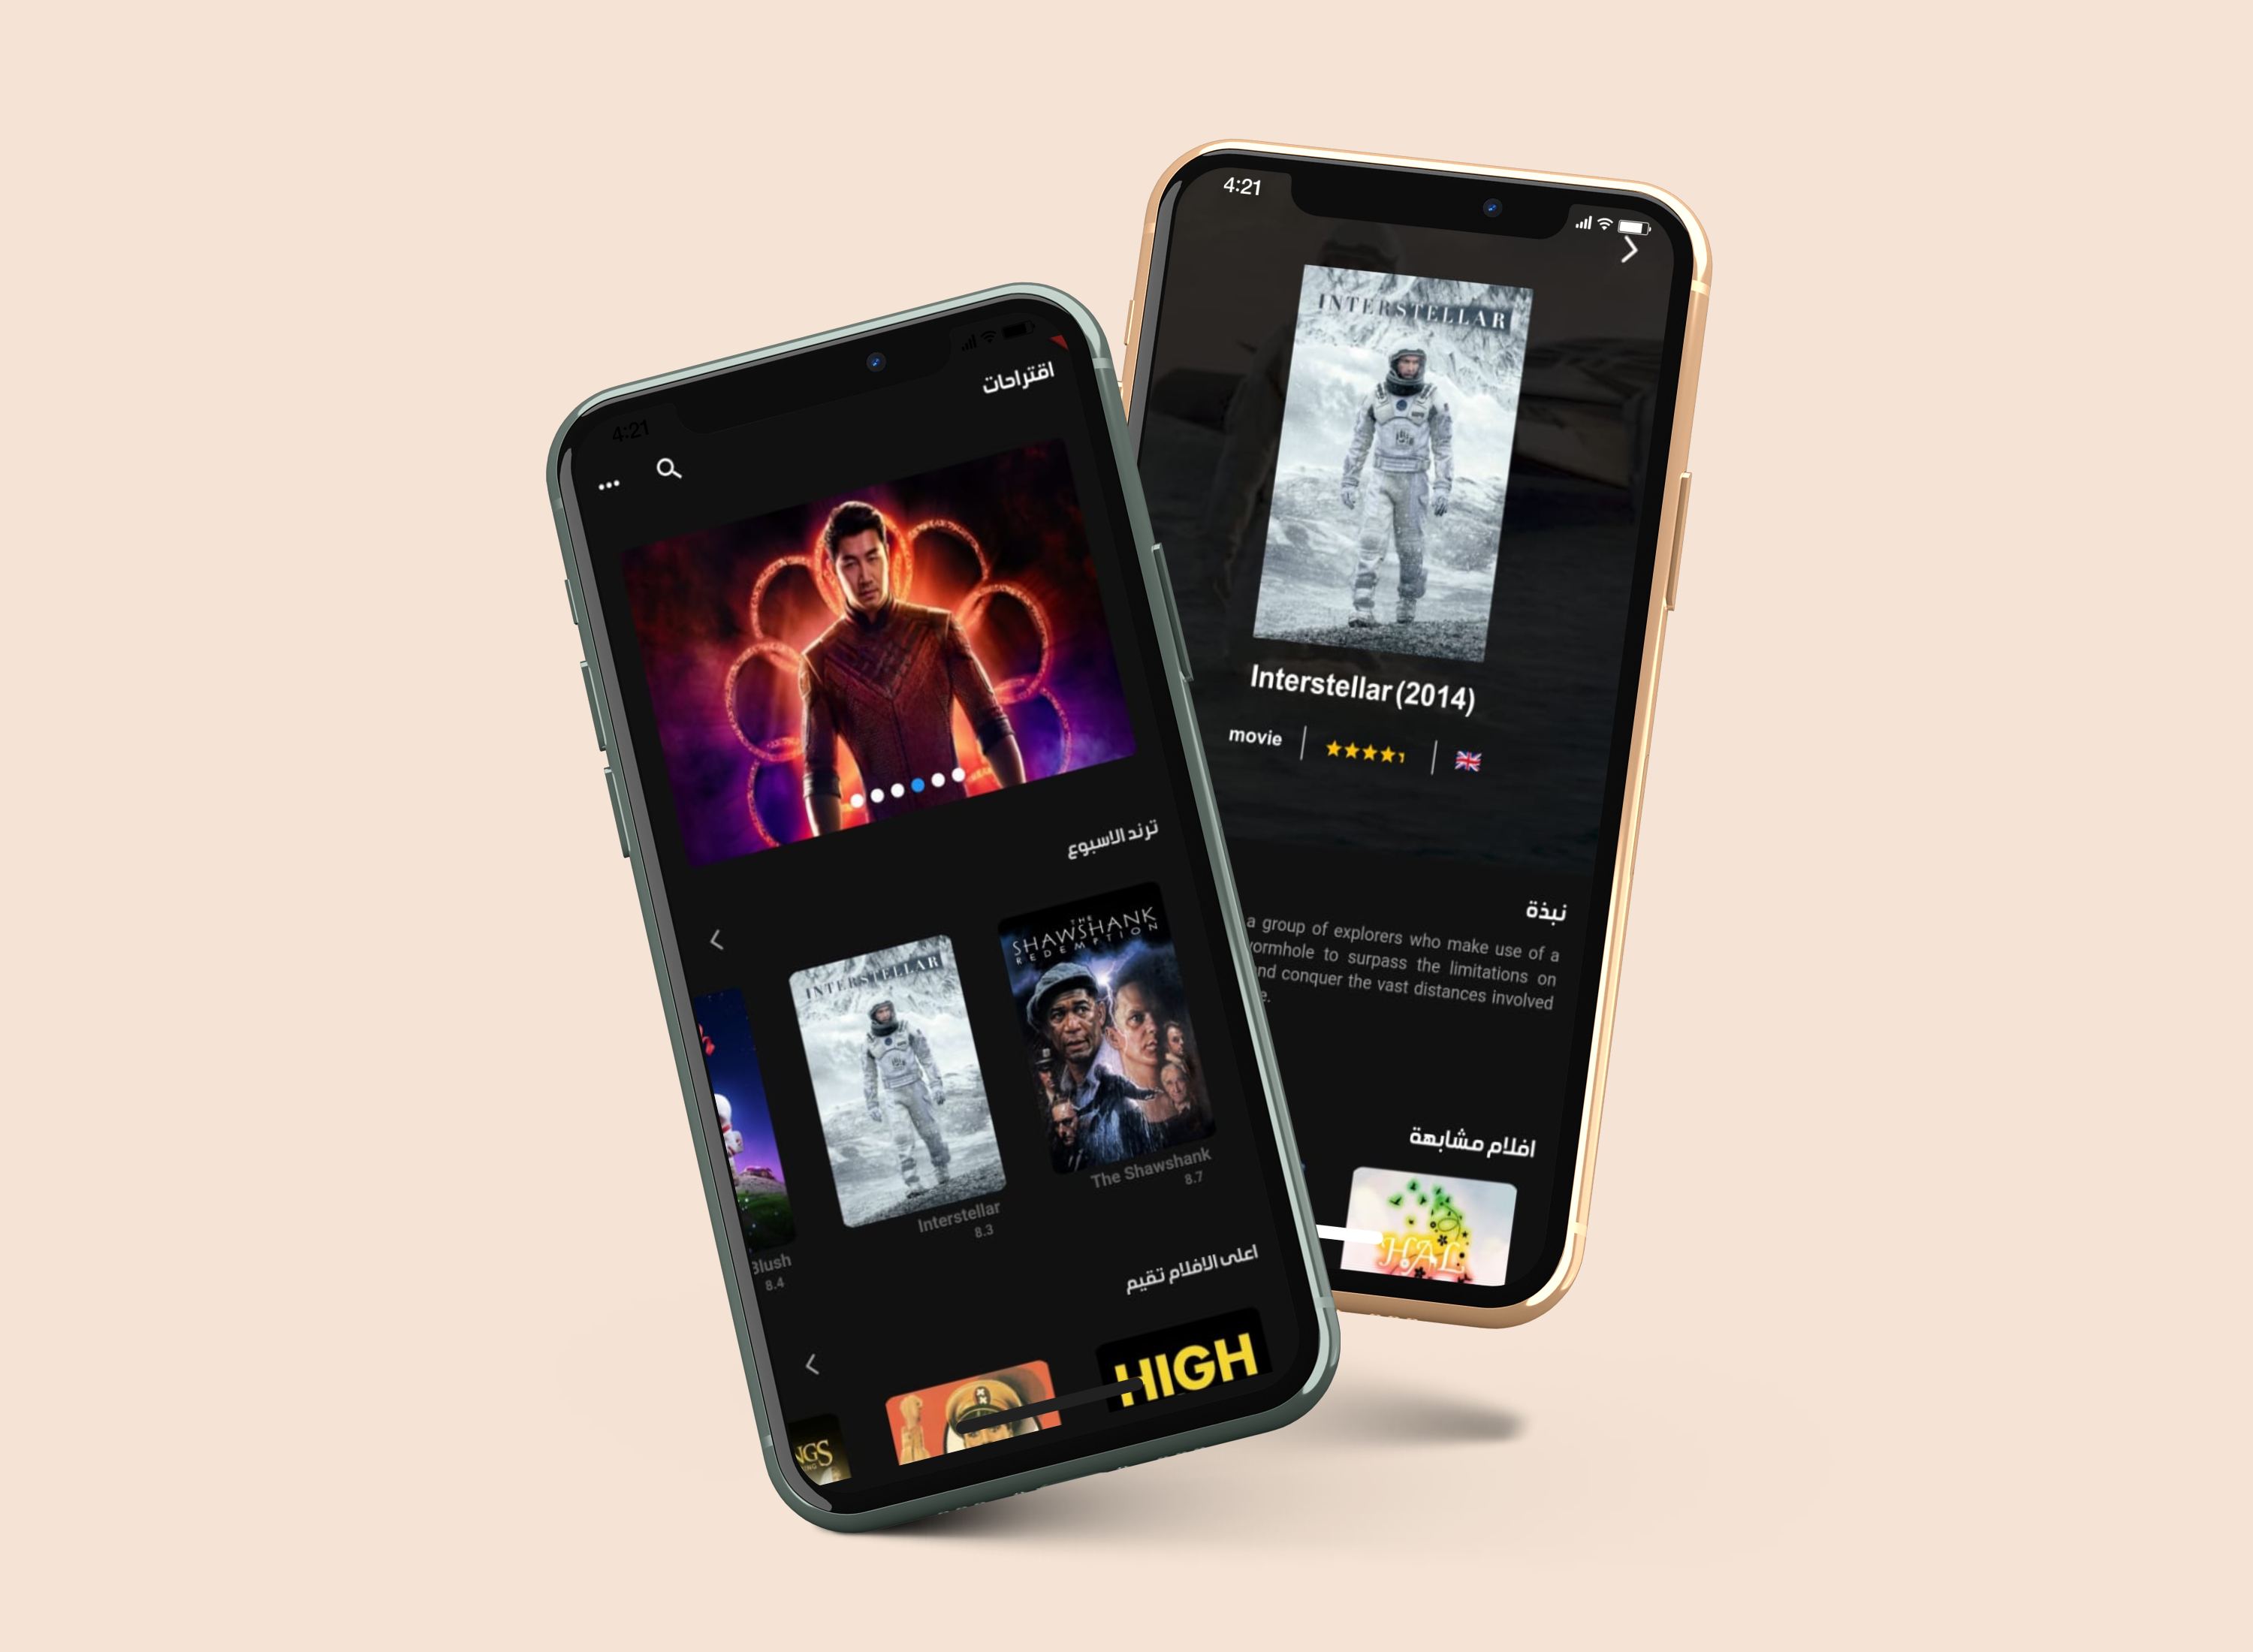 4:21
اقتراحات
ترند الاسبوع
INTERSTELLAR
THE
SHAWSHANK
REDEMPTION
The Shawshank
8.7
Interstellar
8.3
Blush
8.4
اعلى الافلام تقيم
HIGH
NGS
4:21
INTERSTELLAR
Interstellar (2014)
movie
نبذة
a group of explorers who make use of a
wormhole to surpass the limitations on
and conquer the vast distances involved
e.
افلام مشابهة
HAL